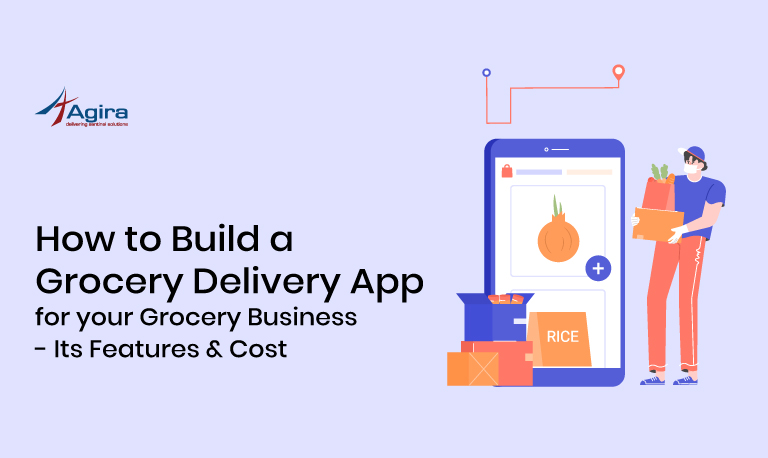 Agira
delivering sentinel solutions
How to Build a
Grocery Delivery App
for your Grocery Business
- Its Features & Cost
RICE